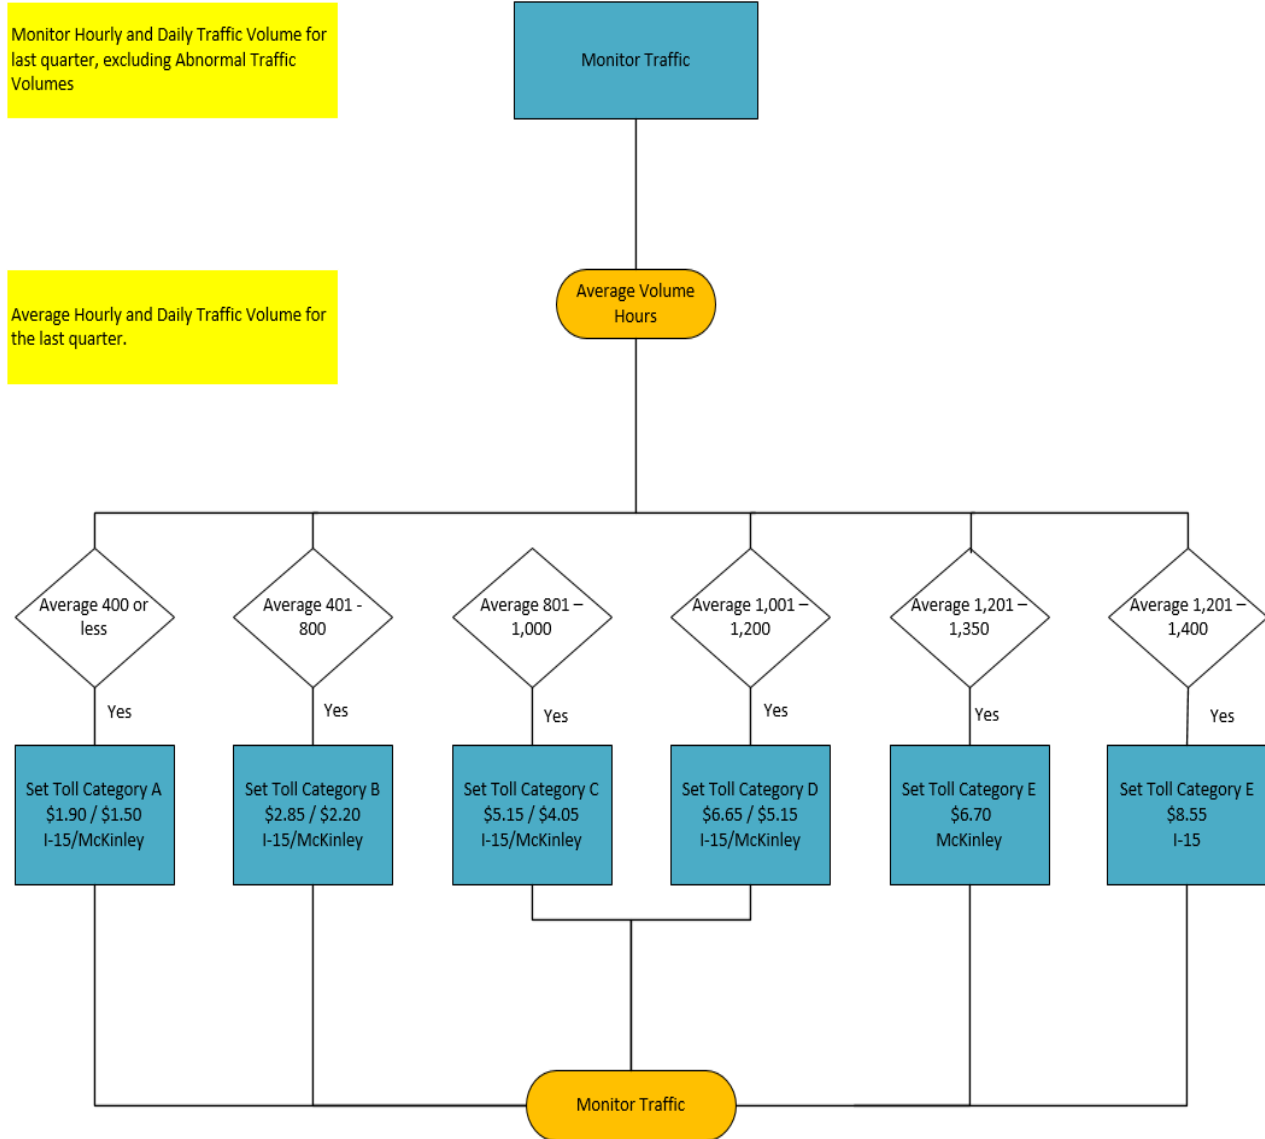 Monitor Hourly and Daily Traffic Volume for
last quarter, excluding Abnormal Traffic
Volumes
Monitor Traffic
Average Hourly and Daily Traffic Volume for
the last quarter.
Average Volume
Hours
Average 400 or
less
Average 401 -
800
Average 801 –
1,000
Average 1,001 –
1,200
Average 1,201 –
1,350
Average 1,201 –
1,400
Yes
Yes
Yes
Yes
Yes
Yes
Set Toll Category A
$1.90 / $1.50
I-15/McKinley
Set Toll Category B
$2.85 / $2.20
I-15/McKinley
Set Toll Category C
$5.15 / $4.05
I-15/McKinley
Set Toll Category D
$6.65 / $5.15
I-15/McKinley
Set Toll Category E
$6.70
McKinley
Set Toll Category E
$8.55
I-15
Monitor Traffic